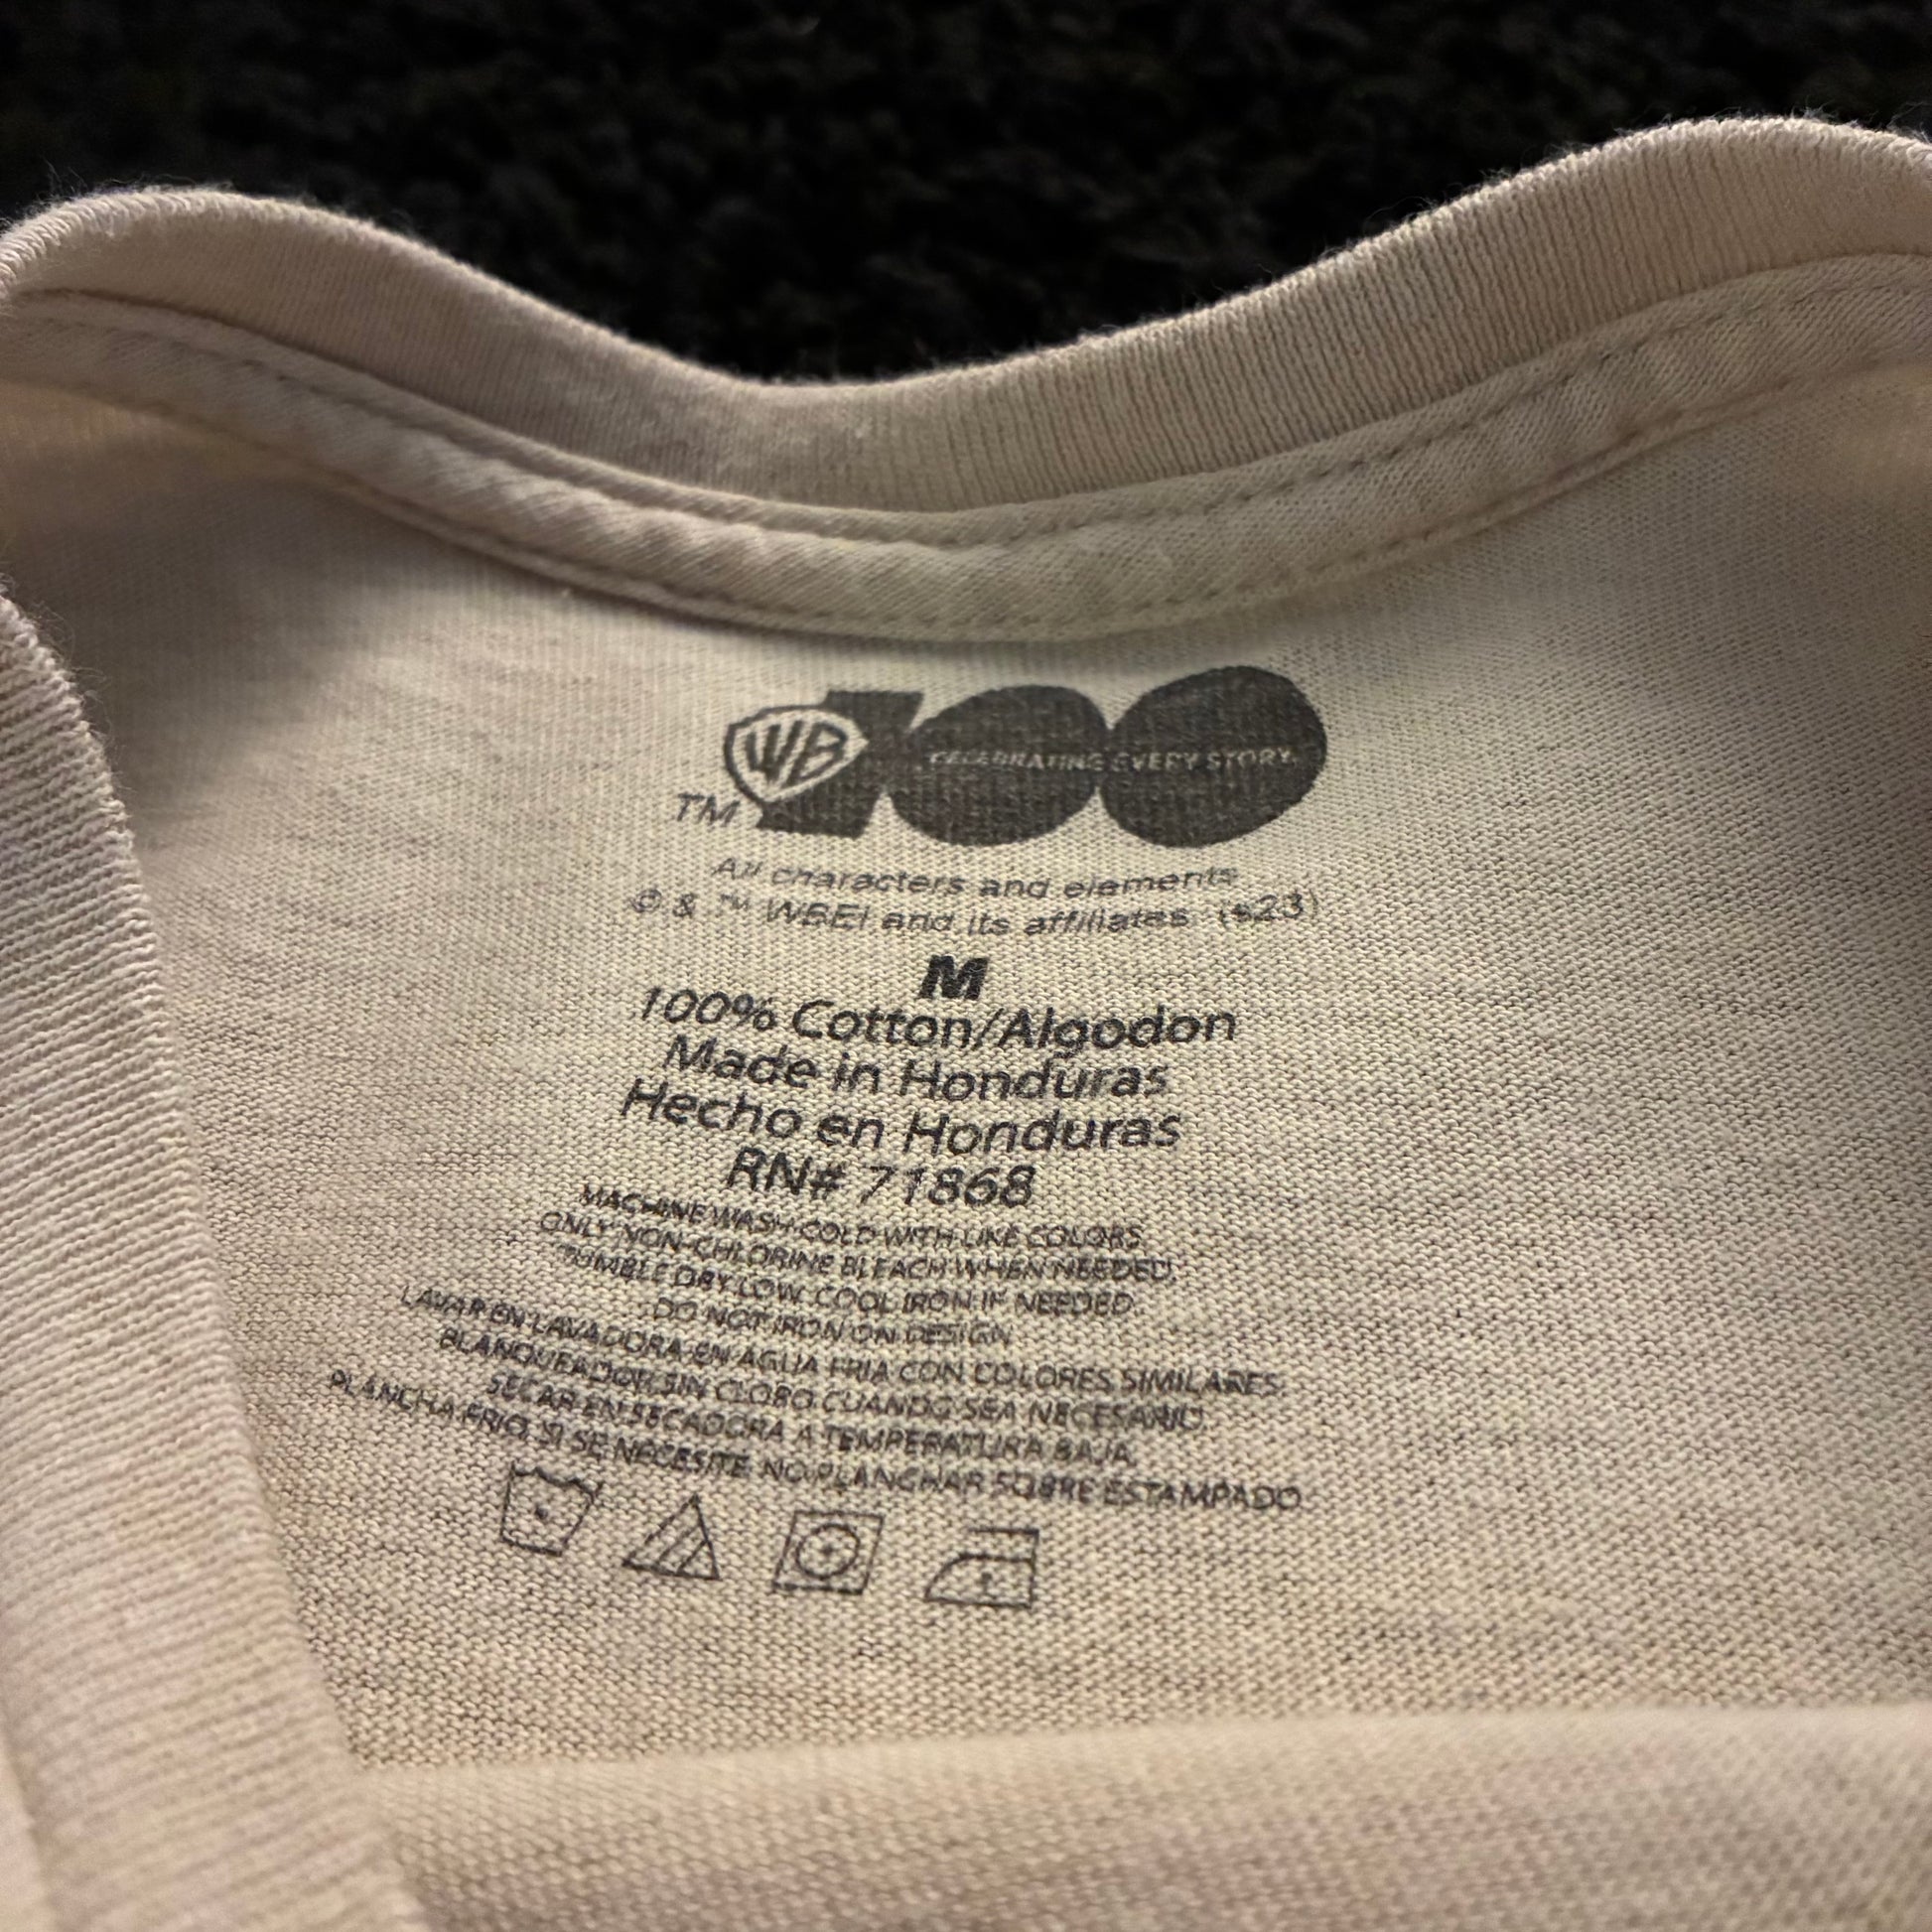 WB 100
CELEBRATING EVERY STORY.
TM
All characters and elements
© & ™ WBEI and its affiliates. (s23)
M
100% Cotton/Algodon
Made in Honduras
Hecho en Honduras
RN# 71868
MACHINE WASH COLD WITH LIKE COLORS.
ONLY NON-CHLORINE BLEACH WHEN NEEDED.
TUMBLE DRY LOW. COOL IRON IF NEEDED.
DO NOT IRON ON DESIGN
LAVAR EN LAVADORA EN AGUA FRIA CON COLORES SIMILARES.
BLANQUEADOR SIN CLORO CUANDO SEA NECESARIO.
SECAR EN SECADORA A TEMPERATURA BAJA.
PLANCHA FRIO, SI SE NECESITE NO PLANCHAR SOBRE ESTAMPADO.